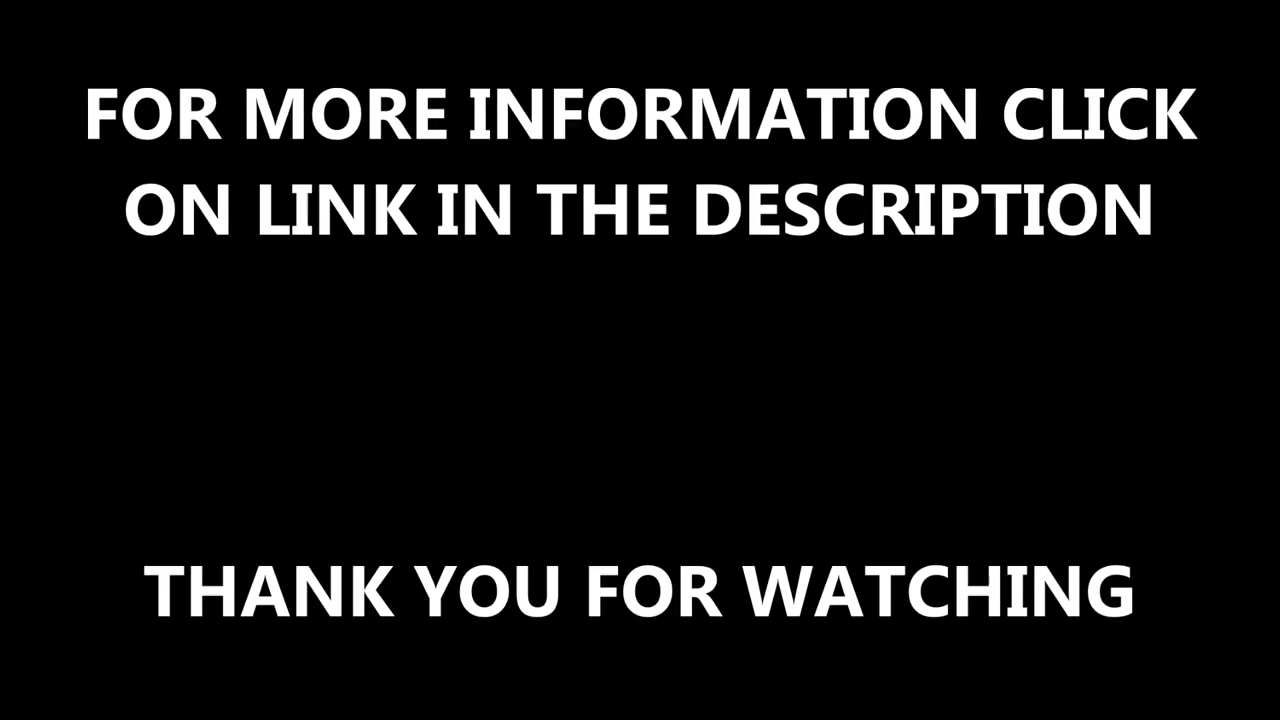 FOR MORE INFORMATION CLICK
ON LINK IN THE DESCRIPTION
THANK YOU FOR WATCHING